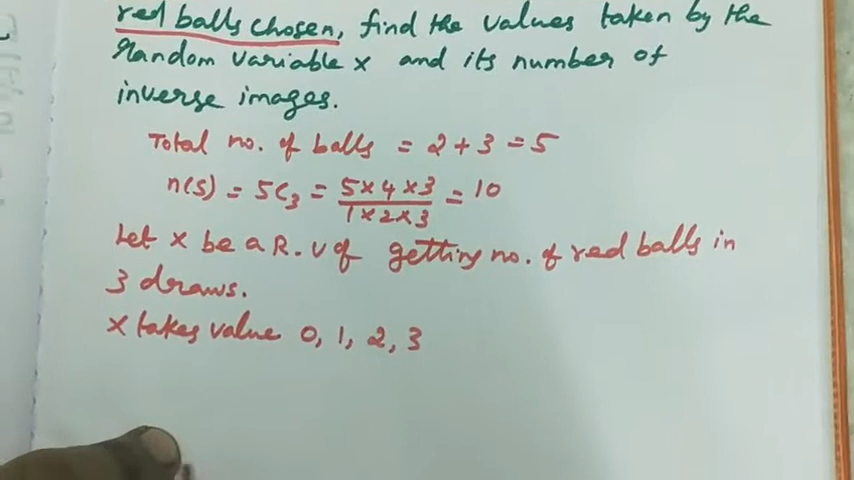 red balls chosen, find the values taken by the
Random variable x and its number of
inverse images.
Total no. of balls = 2 + 3 = 5
n(S) = 5C₃ = 5×4×3 / 1×2×3 = 10
Let x be a R.V of getting no. of red balls in
3 draws.
x takes value 0, 1, 2, 3